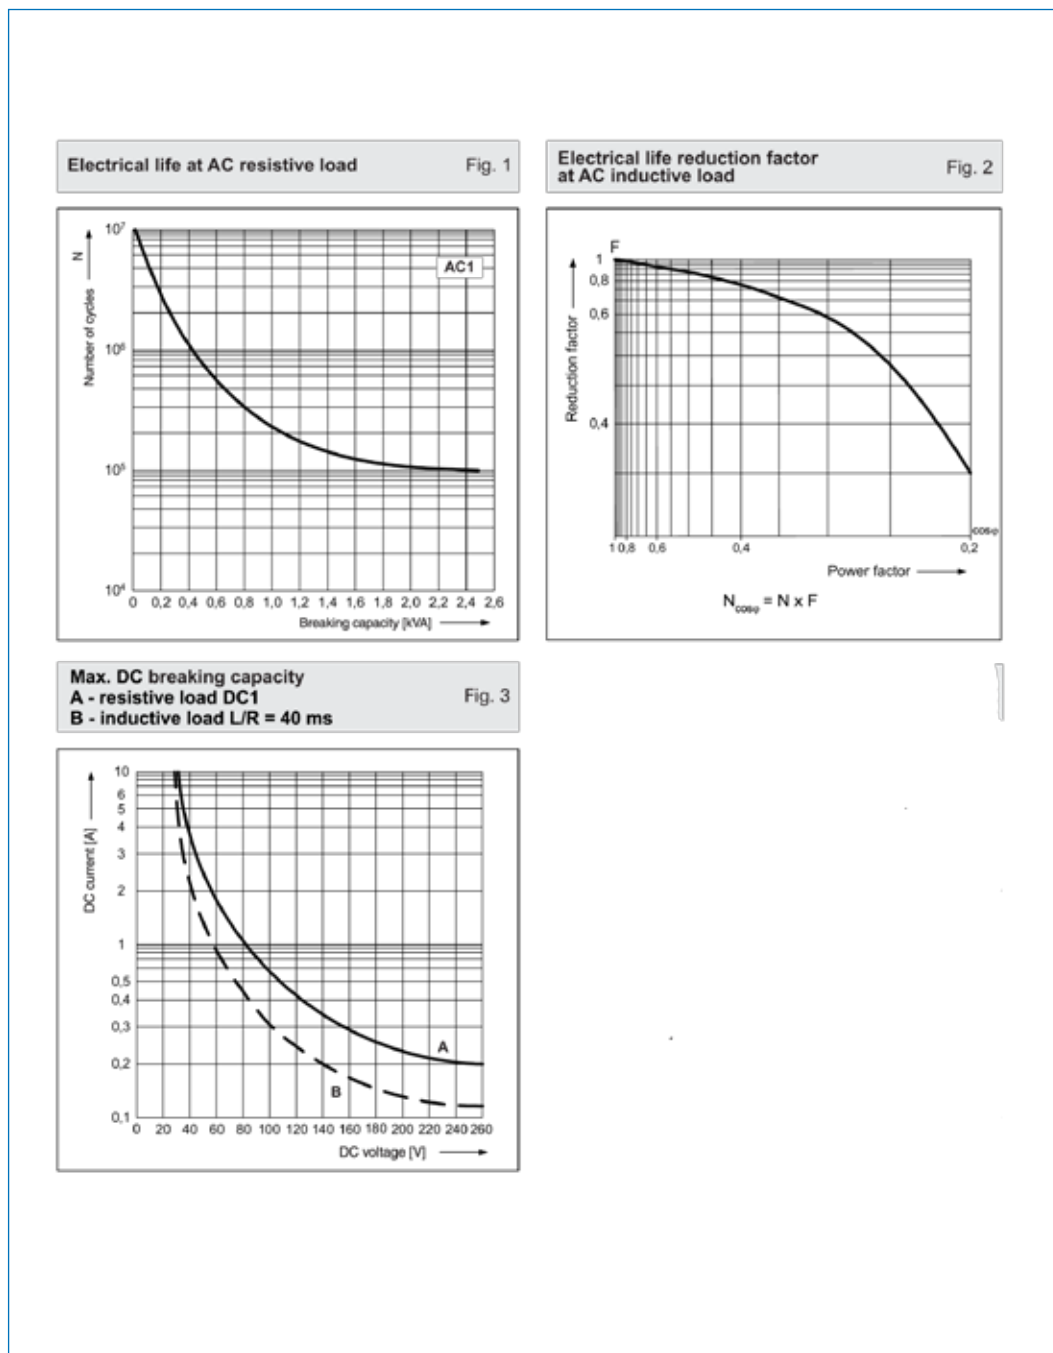 Electrical life at AC resistive load Fig. 1
Electrical life reduction factor
at AC inductive load Fig. 2
N
Number of cycles
10⁷
10⁶
10⁵
10⁴
AC1
0 0,2 0,4 0,6 0,8 1,0 1,2 1,4 1,6 1,8 2,0 2,2 2,4 2,6
Breaking capacity [kVA]
F
Reduction factor
1
0,8
0,6
0,4
cosφ
1 0,8 0,6 0,4 0,2
Power factor
Ncosφ = N x F
Max. DC breaking capacity
A - resistive load DC1 Fig. 3
B - inductive load L/R = 40 ms
DC current [A]
10
6
5
4
3
2
1
0,5
0,4
0,3
0,2
0,1
A
B
0 20 40 60 80 100 120 140 160 180 200 220 240 260
DC voltage [V]